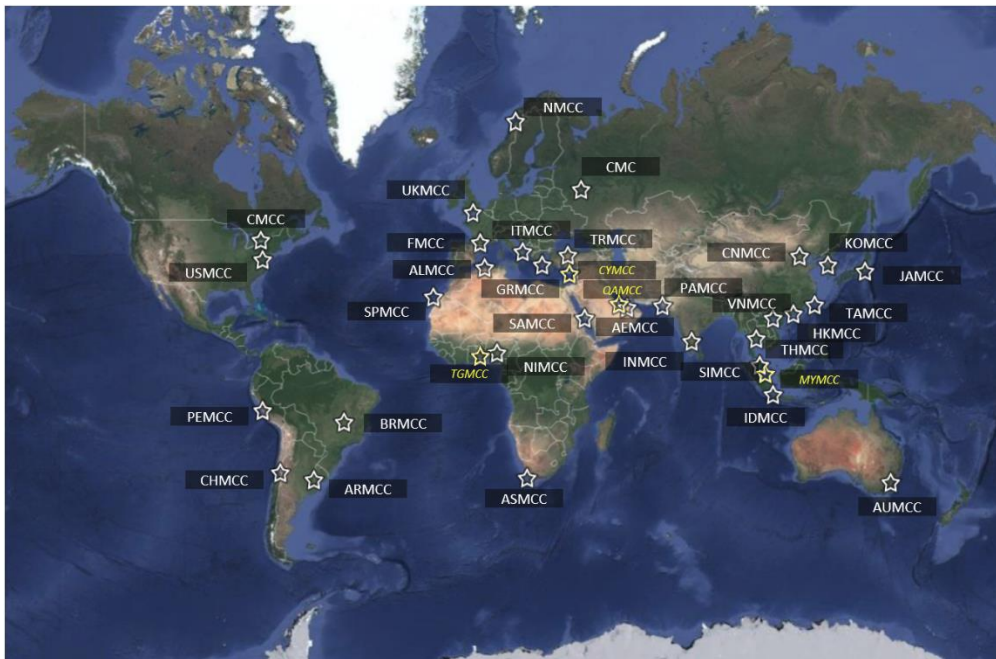 NMCC
CMC
UKMCC
CMCC
ITMCC
TRMCC
FMCC
CNMCC
KOMCC
USMCC
ALMCC
CYMCC
JAMCC
GRMCC
QAMCC
PAMCC
SPMCC
VNMCC
TAMCC
SAMCC
AEMCC
HKMCC
INMCC
THMCC
TGMCC
NIMCC
SIMCC
MYMCC
IDMCC
PEMCC
BRMCC
CHMCC
ARMCC
ASMCC
AUMCC